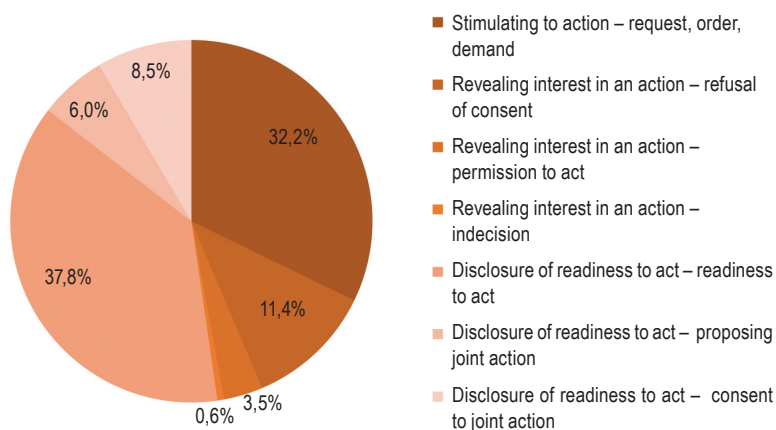 8,5%
6,0%
32,2%
37,8%
11,4%
3,5%
0,6%
Stimulating to action – request, order,
demand
Revealing interest in an action – refusal
of consent
Revealing interest in an action –
permission to act
Revealing interest in an action –
indecision
Disclosure of readiness to act – readiness
to act
Disclosure of readiness to act – proposing
joint action
Disclosure of readiness to act – consent
to joint action